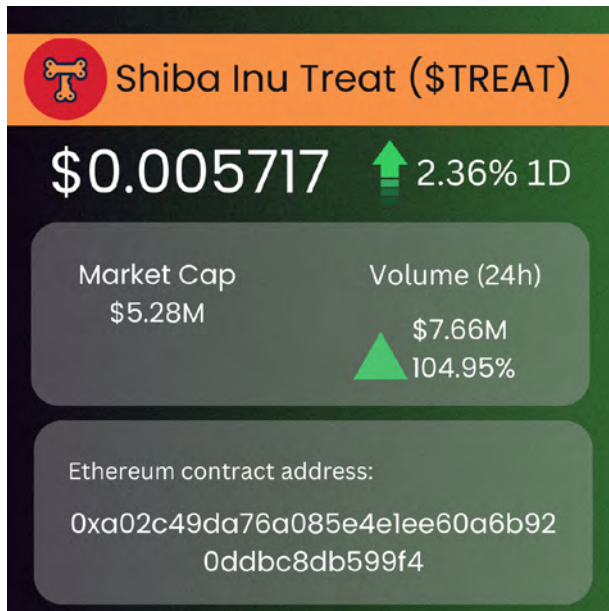 Shiba Inu Treat ($TREAT)
$0.005717
2.36% 1D
Market Cap
$5.28M
Volume (24h)
$7.66M
104.95%
Ethereum contract address:
0xa02c49da76a085e4e1ee60a6b92
0ddbc8db599f4